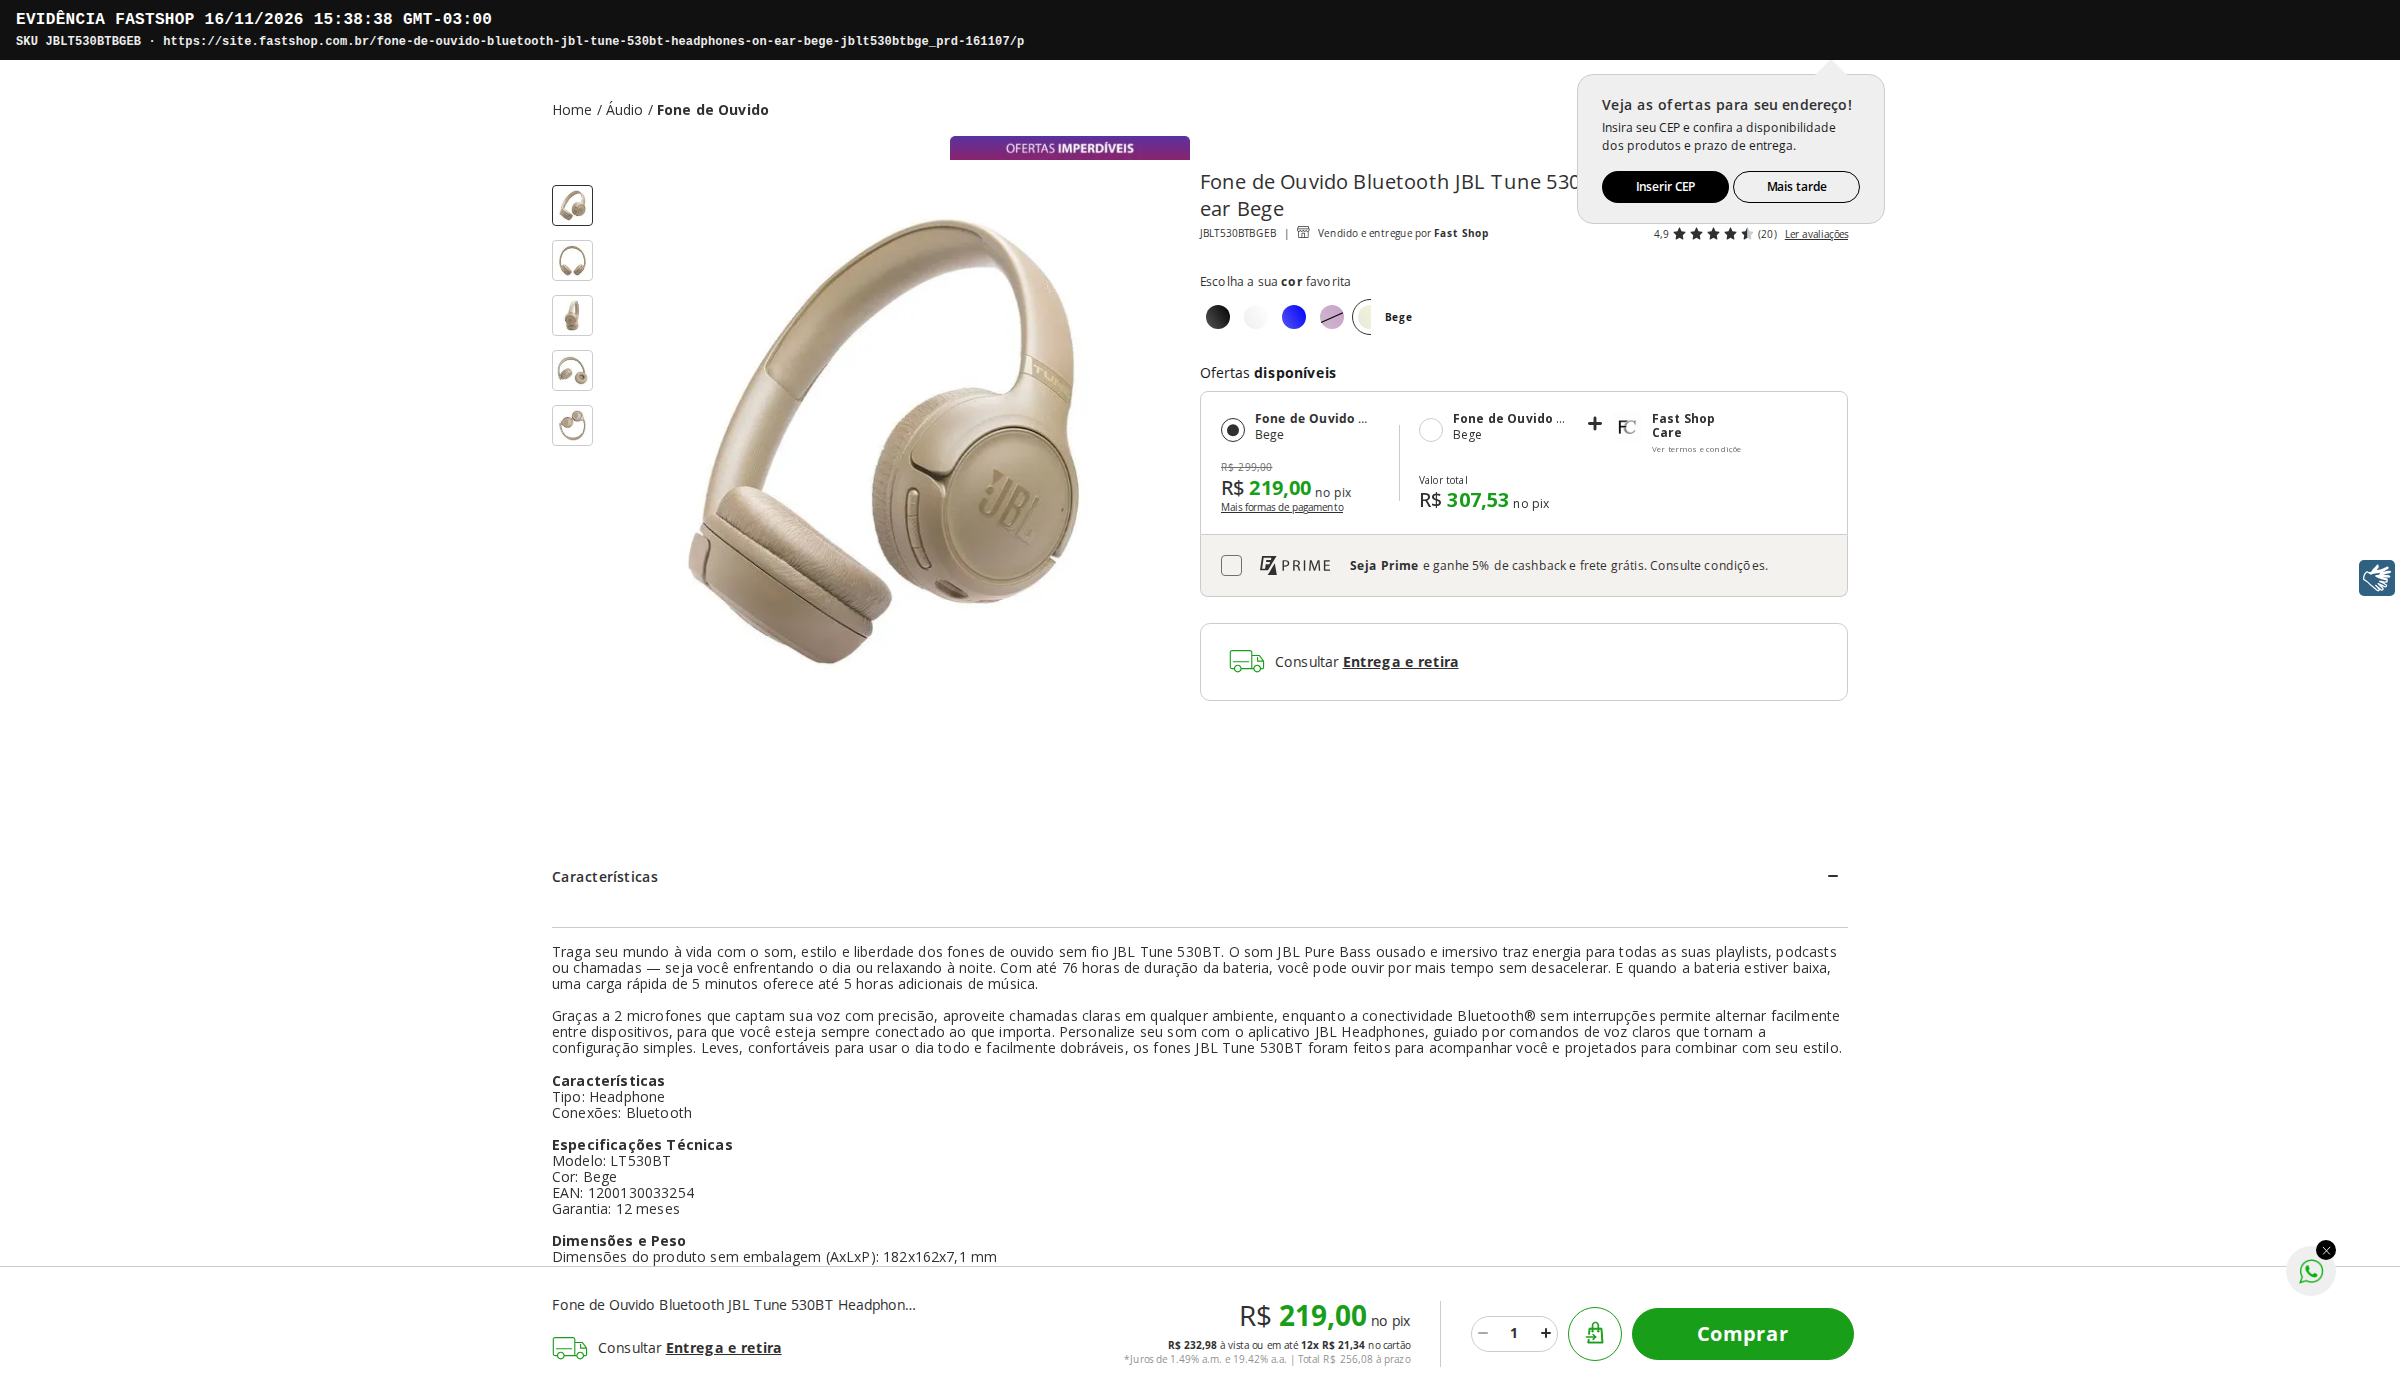 EVIDÊNCIA FASTSHOP 16/11/2026 15:38:38 GMT-03:00
SKU JBLT530BTBGEB · https://site.fastshop.com.br/fone-de-ouvido-bluetooth-jbl-tune-530bt-headphones-on-ear-bege-jblt530btbge_prd-161107/p
Veja as ofertas para seu endereço!
Insira seu CEP e confira a disponibilidade
dos produtos e prazo de entrega.
Inserir CEP
Mais tarde
Home / Áudio / Fone de Ouvido
OFERTAS IMPERDÍVEIS
Fone de Ouvido Bluetooth JBL Tune 530
ear Bege
JBLT530BTBGEB | Vendido e entregue por Fast Shop
4,9 (20) Ler avaliações
Escolha a sua cor favorita
Bege
JBL
Ofertas disponíveis
Fone de Ouvido ...
Bege
R$ 299,00
R$ 219,00 no pix
Mais formas de pagamento
Fone de Ouvido ...
Bege
+
FC
Fast Shop
Care
Ver termos e condiçõe
Valor total
R$ 307,53 no pix
PRIME
Seja Prime e ganhe 5% de cashback e frete grátis. Consulte condições.
Consultar Entrega e retira
Características
Traga seu mundo à vida com o som, estilo e liberdade dos fones de ouvido sem fio JBL Tune 530BT. O som JBL Pure Bass ousado e imersivo traz energia para todas as suas playlists, podcasts
ou chamadas — seja você enfrentando o dia ou relaxando à noite. Com até 76 horas de duração da bateria, você pode ouvir por mais tempo sem desacelerar. E quando a bateria estiver baixa,
uma carga rápida de 5 minutos oferece até 5 horas adicionais de música.
Graças a 2 microfones que captam sua voz com precisão, aproveite chamadas claras em qualquer ambiente, enquanto a conectividade Bluetooth® sem interrupções permite alternar facilmente
entre dispositivos, para que você esteja sempre conectado ao que importa. Personalize seu som com o aplicativo JBL Headphones, guiado por comandos de voz claros que tornam a
configuração simples. Leves, confortáveis para usar o dia todo e facilmente dobráveis, os fones JBL Tune 530BT foram feitos para acompanhar você e projetados para combinar com seu estilo.
Características
Tipo: Headphone
Conexões: Bluetooth
Especificações Técnicas
Modelo: LT530BT
Cor: Bege
EAN: 1200130033254
Garantia: 12 meses
Dimensões e Peso
Dimensões do produto sem embalagem (AxLxP): 182x162x7,1 mm
Fone de Ouvido Bluetooth JBL Tune 530BT Headphon...
Consultar Entrega e retira
R$ 219,00 no pix
R$ 232,98 à vista ou em até 12x R$ 21,34 no cartão
*Juros de 1.49% a.m. e 19.42% a.a. | Total R$ 256,08 à prazo
− 1 +
Comprar